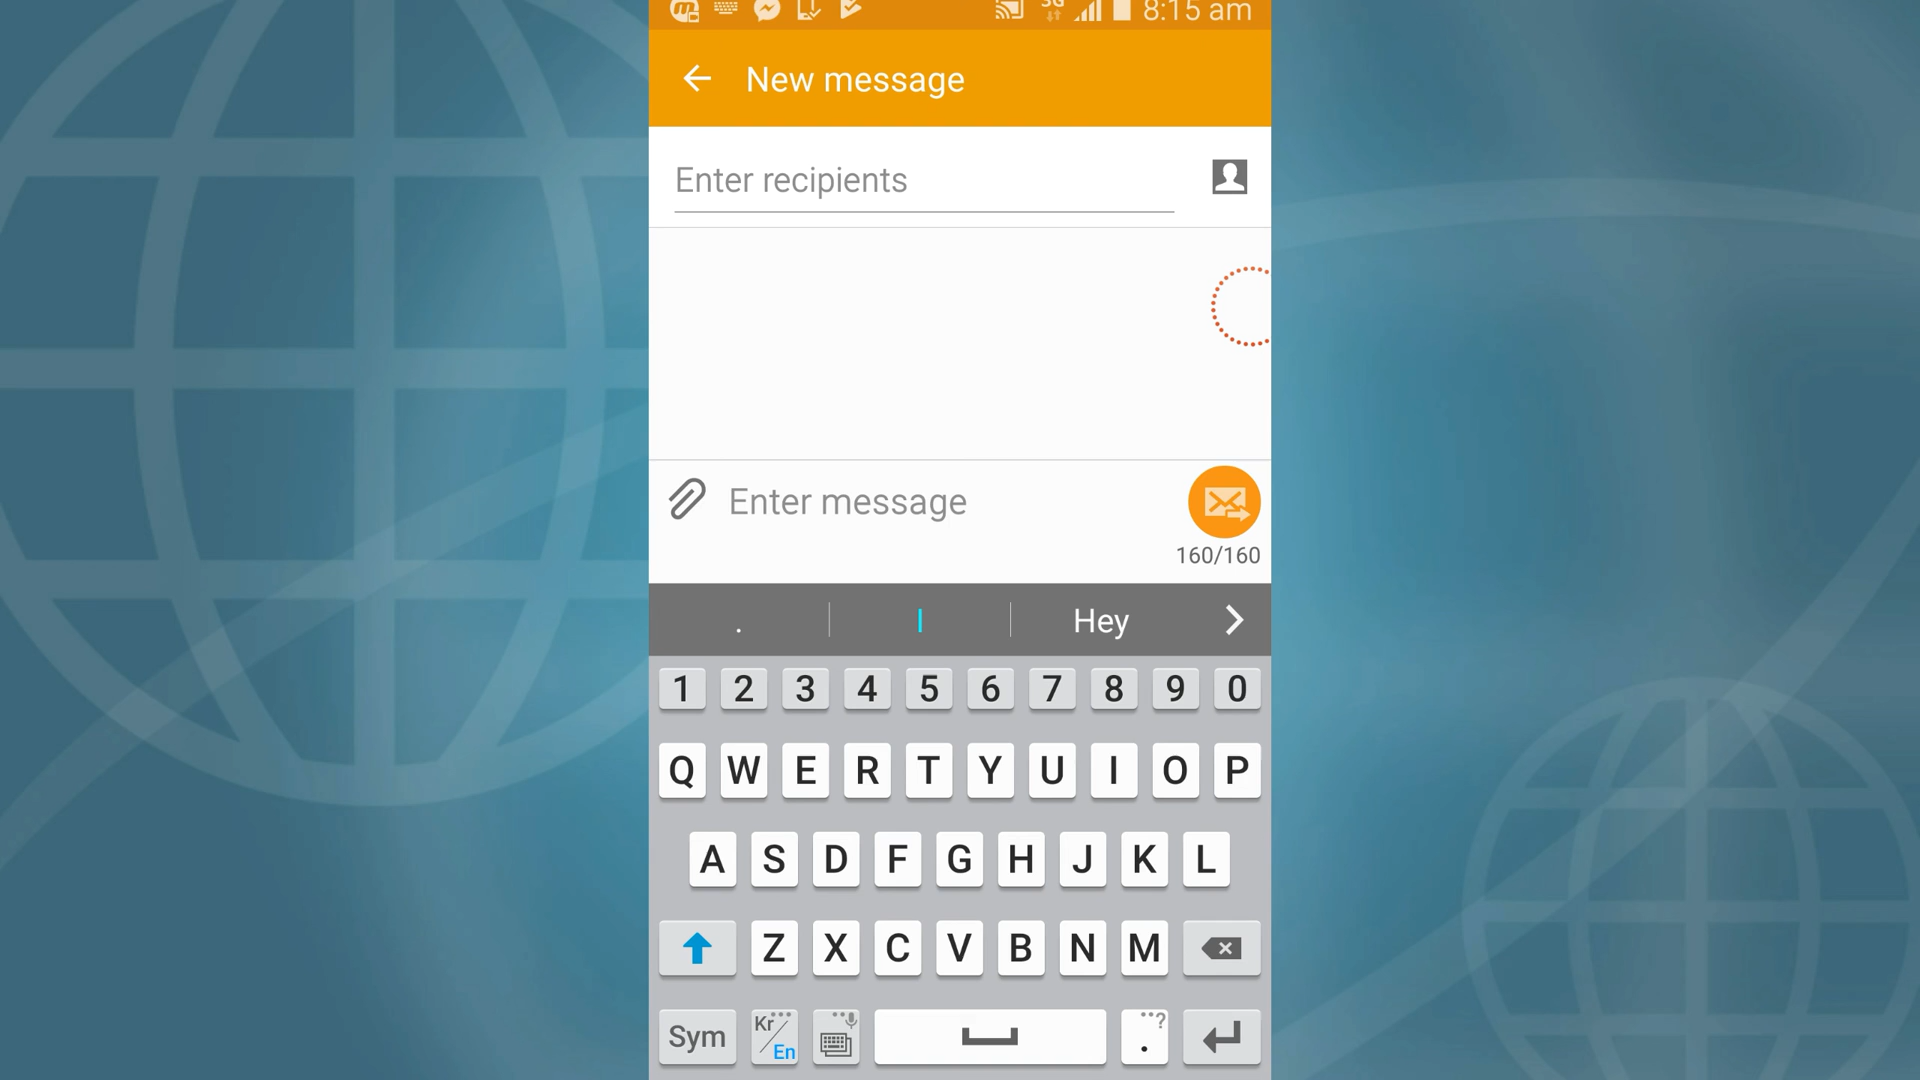 3G 8:15 am
New message
Enter recipients
Enter message
160/160
. I Hey
1 2 3 4 5 6 7 8 9 0
Q W E R T Y U I O P
A S D F G H J K L
Z X C V B N M
Sym Kr/En . ?